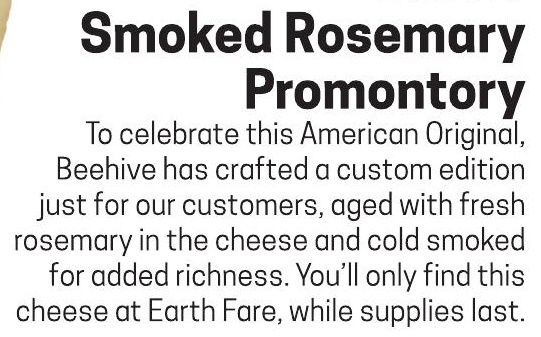 Smoked Rosemary
Promontory
To celebrate this American Original,
Beehive has crafted a custom edition
just for our customers, aged with fresh
rosemary in the cheese and cold smoked
for added richness. You'll only find this
cheese at Earth Fare, while supplies last.